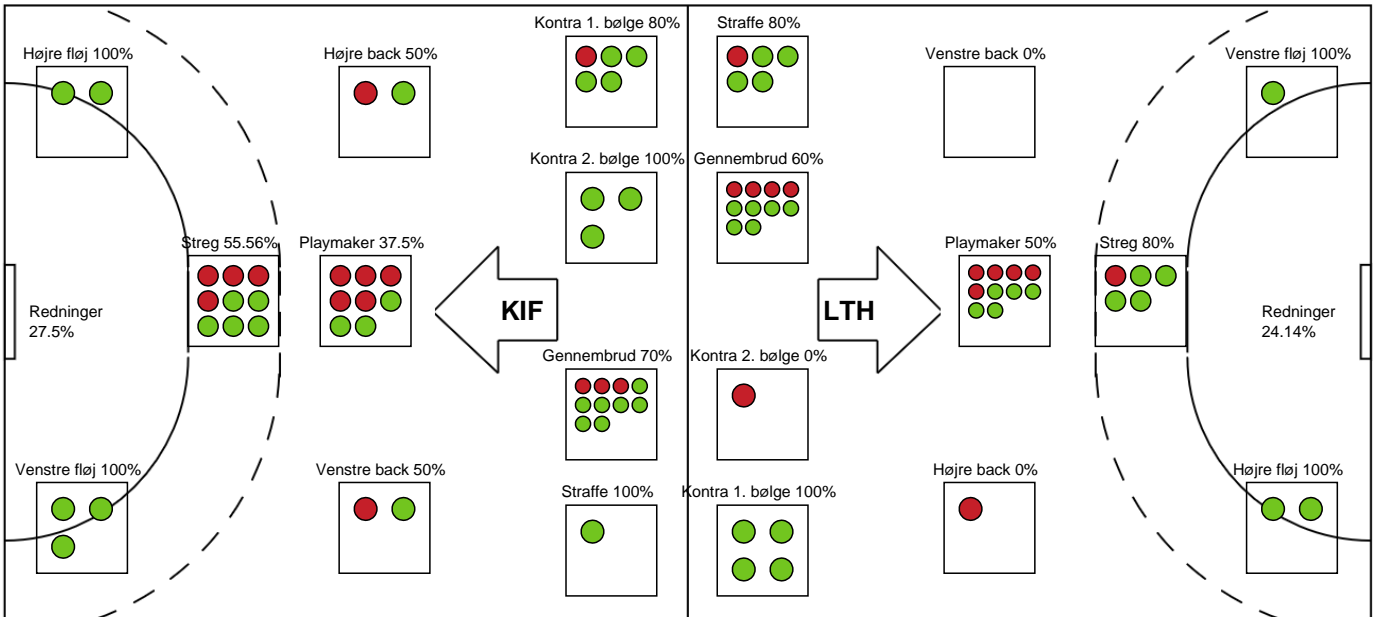 Kontra 1. bølge 80%
Straffe 80%
Højre fløj 100%
Højre back 50%
Venstre back 0%
Venstre fløj 100%
Kontra 2. bølge 100%
Gennembrud 60%
Streg 55.56%
Playmaker 37.5%
Playmaker 50%
Streg 80%
Redninger
27.5%
KIF
LTH
Redninger
24.14%
Gennembrud 70%
Kontra 2. bølge 0%
Venstre fløj 100%
Venstre back 50%
Højre back 0%
Højre fløj 100%
Straffe 100%
Kontra 1. bølge 100%